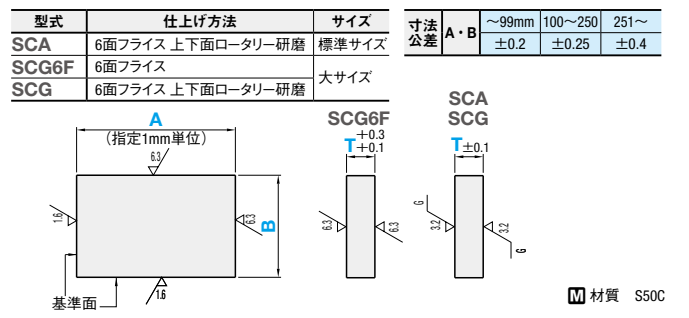 型式 仕上げ方法 サイズ
SCA 6面フライス 上下面ロータリー研磨 標準サイズ
SCG6F 6面フライス 大サイズ
SCG 6面フライス 上下面ロータリー研磨
寸法公差 A・B ～99mm 100～250 251～
±0.2 ±0.25 ±0.4
A
(指定1mm単位)
6.3
1.6
6.3
B
1.6
基準面
SCG6F
T +0.3 +0.1
6.3
6.3
SCA
SCG
T±0.1
G
3.2
3.2
G
M 材質 S50C